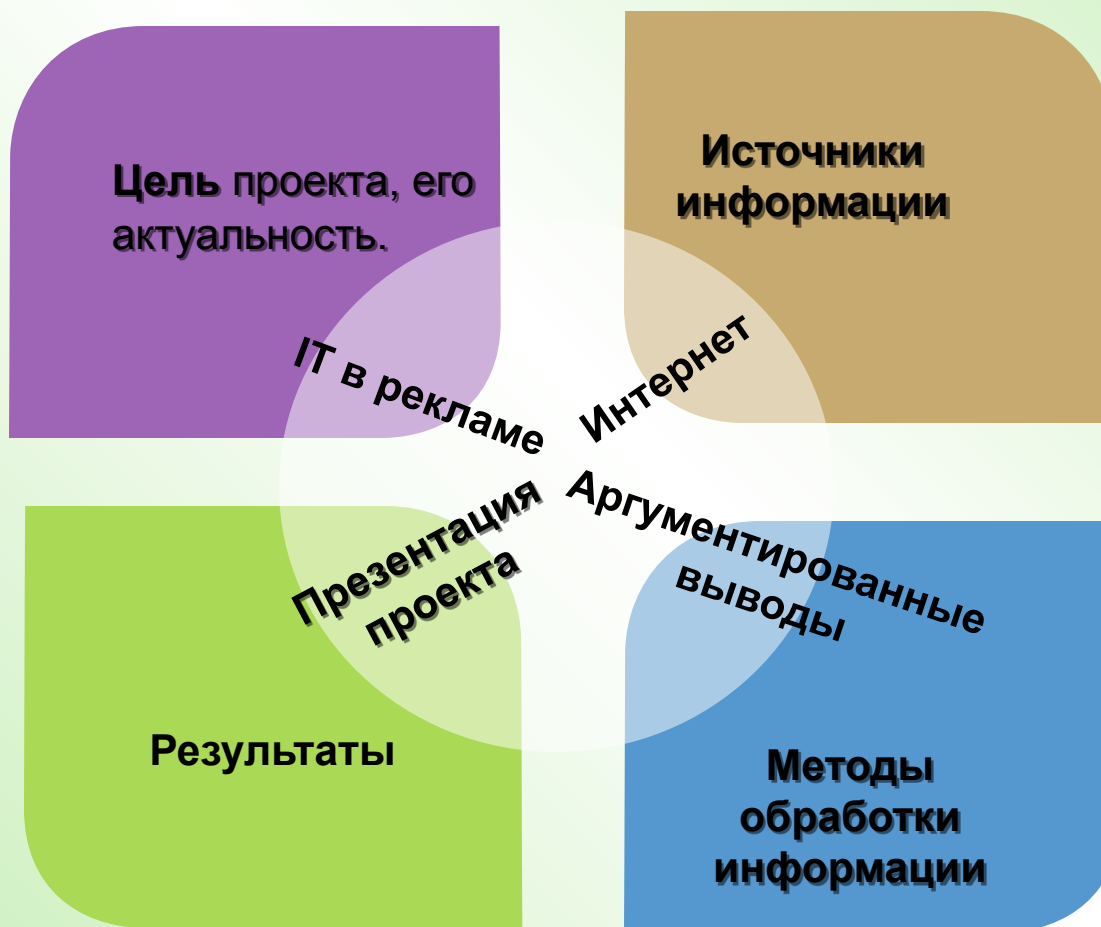 Цель проекта, его
актуальность.
Источники
информации
IT в рекламе
Интернет
Презентация
проекта
Аргументированные
выводы
Результаты
Методы
обработки
информации